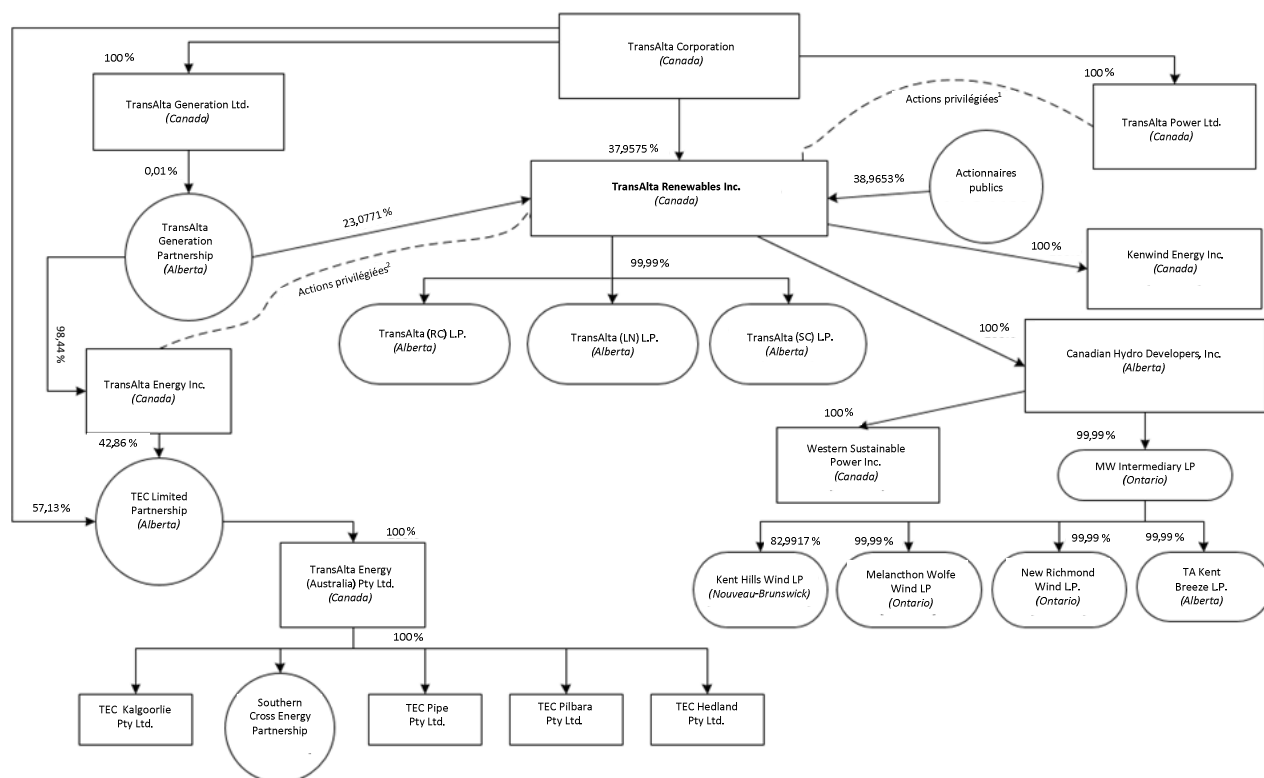 TransAlta Corporation
(Canada)
100 %
TransAlta Generation Ltd.
(Canada)
100 %
TransAlta Power Ltd.
(Canada)
Actions privilégiées1
0,01 %
37,9575 %
TransAlta Renewables Inc.
(Canada)
38,9653%
Actionnaires
publics
TransAlta
Generation
Partnership
(Alberta)
23,0771%
Actions privilégiées2
100 %
Kenwind Energy Inc.
(Canada)
99,99 %
TransAlta (RC) L.P.
(Alberta)
TransAlta (LN) L.P.
(Alberta)
TransAlta (SC) L.P.
(Alberta)
98,44 %
TransAlta Energy Inc.
(Canada)
100 %
Canadian Hydro Developers, Inc.
(Alberta)
42,86 %
100 %
Western Sustainable
Power Inc.
(Canada)
99,99 %
MW Intermediary LP
(Ontario)
57,13 %
TEC Limited
Partnership
(Alberta)
100 %
TransAlta Energy
(Australia) Pty Ltd.
(Canada)
82,9917 %
Kent Hills Wind LP
(Nouveau-Brunswick)
99,99 %
Melancthon Wolfe
Wind LP
(Ontario)
99,99 %
New Richmond
Wind L.P.
(Ontario)
99,99 %
TA Kent
Breeze L.P.
(Alberta)
100 %
TEC Kalgoorlie
Pty Ltd.
Southern
Cross Energy
Partnership
TEC Pipe
Pty Ltd.
TEC Pilbara
Pty Ltd.
TEC Hedland
Pty Ltd.